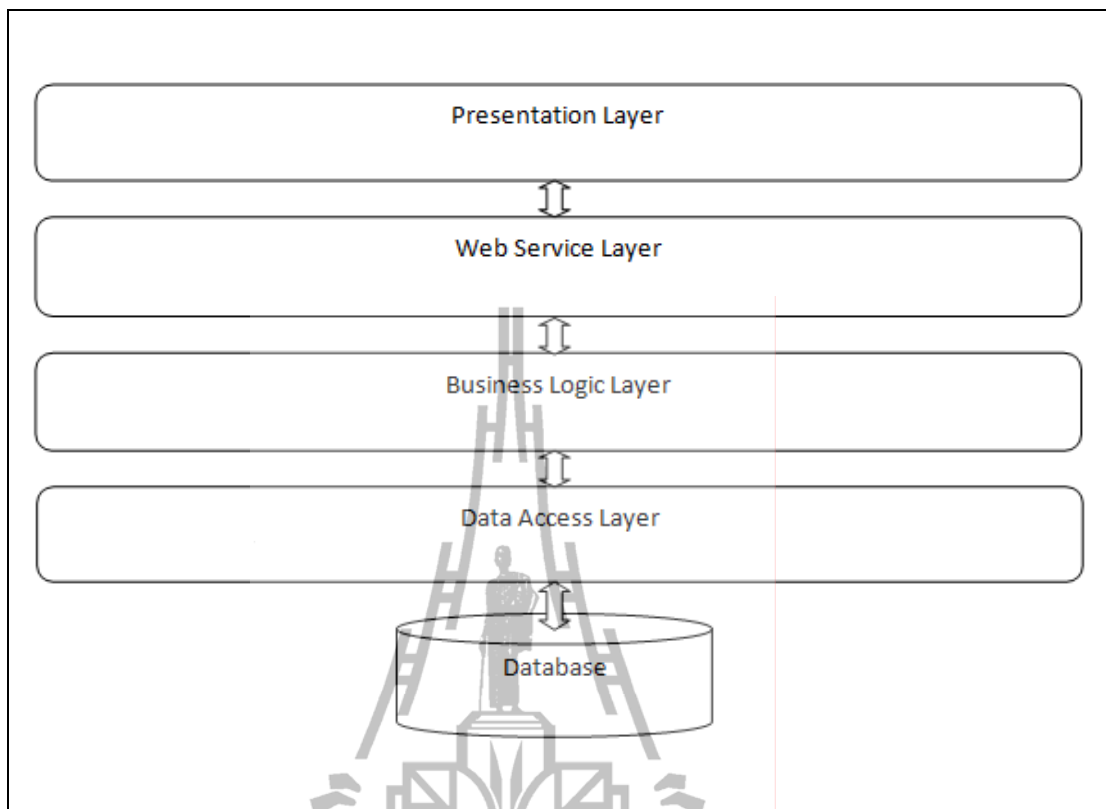 Presentation Layer
Web Service Layer
Business Logic Layer
Data Access Layer
Database